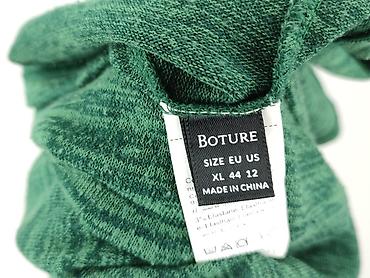 BOTURE
SIZE EU US
XL 44 12
MADE IN CHINA